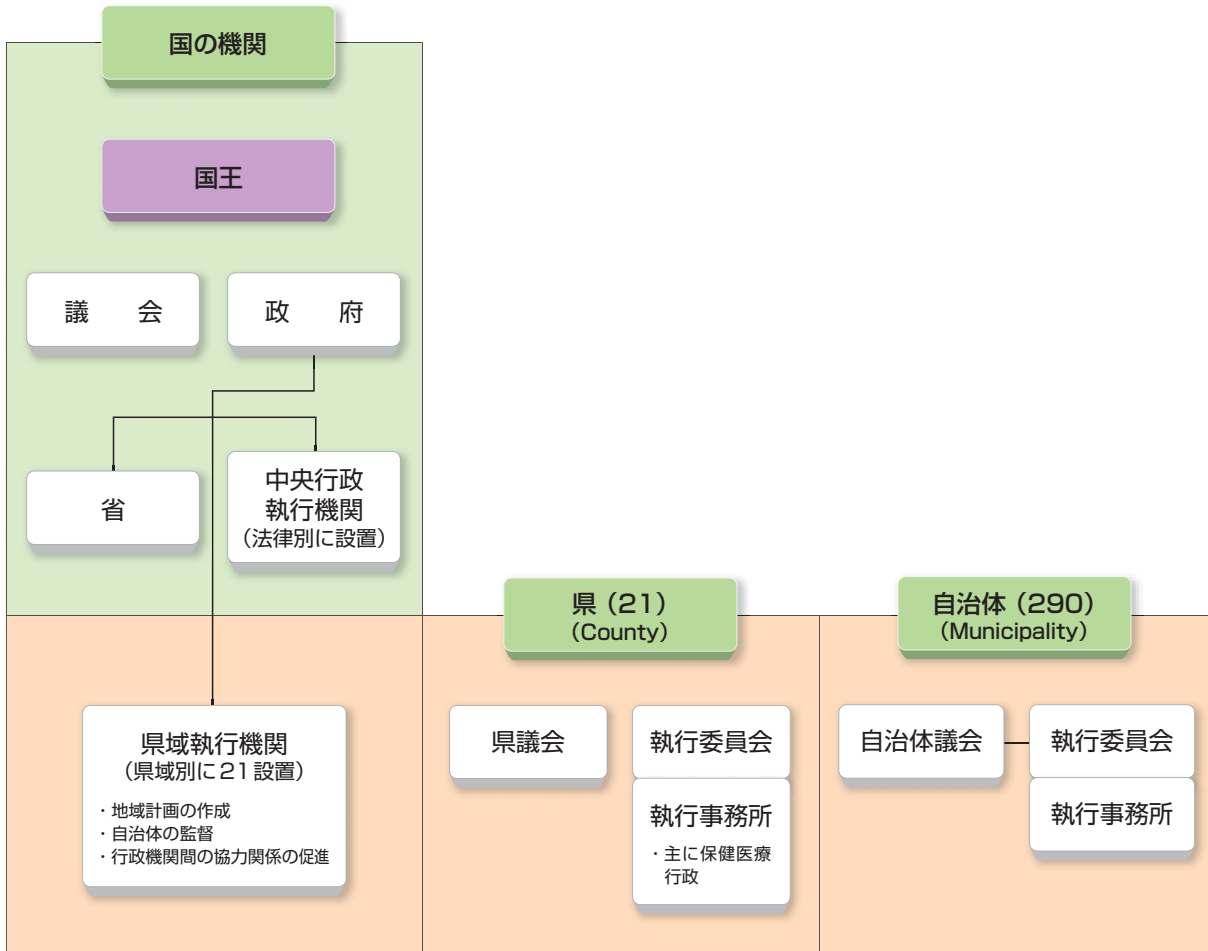 国の機関
国王
議　会
政　府
省
中央行政
執行機関
（法律別に設置）
県域執行機関
（県域別に21設置）
・地域計画の作成
・自治体の監督
・行政機関間の協力関係の促進
県（21）
（County）
県議会
執行委員会
執行事務所
・主に保健医療
行政
自治体（290）
（Municipality）
自治体議会
執行委員会
執行事務所